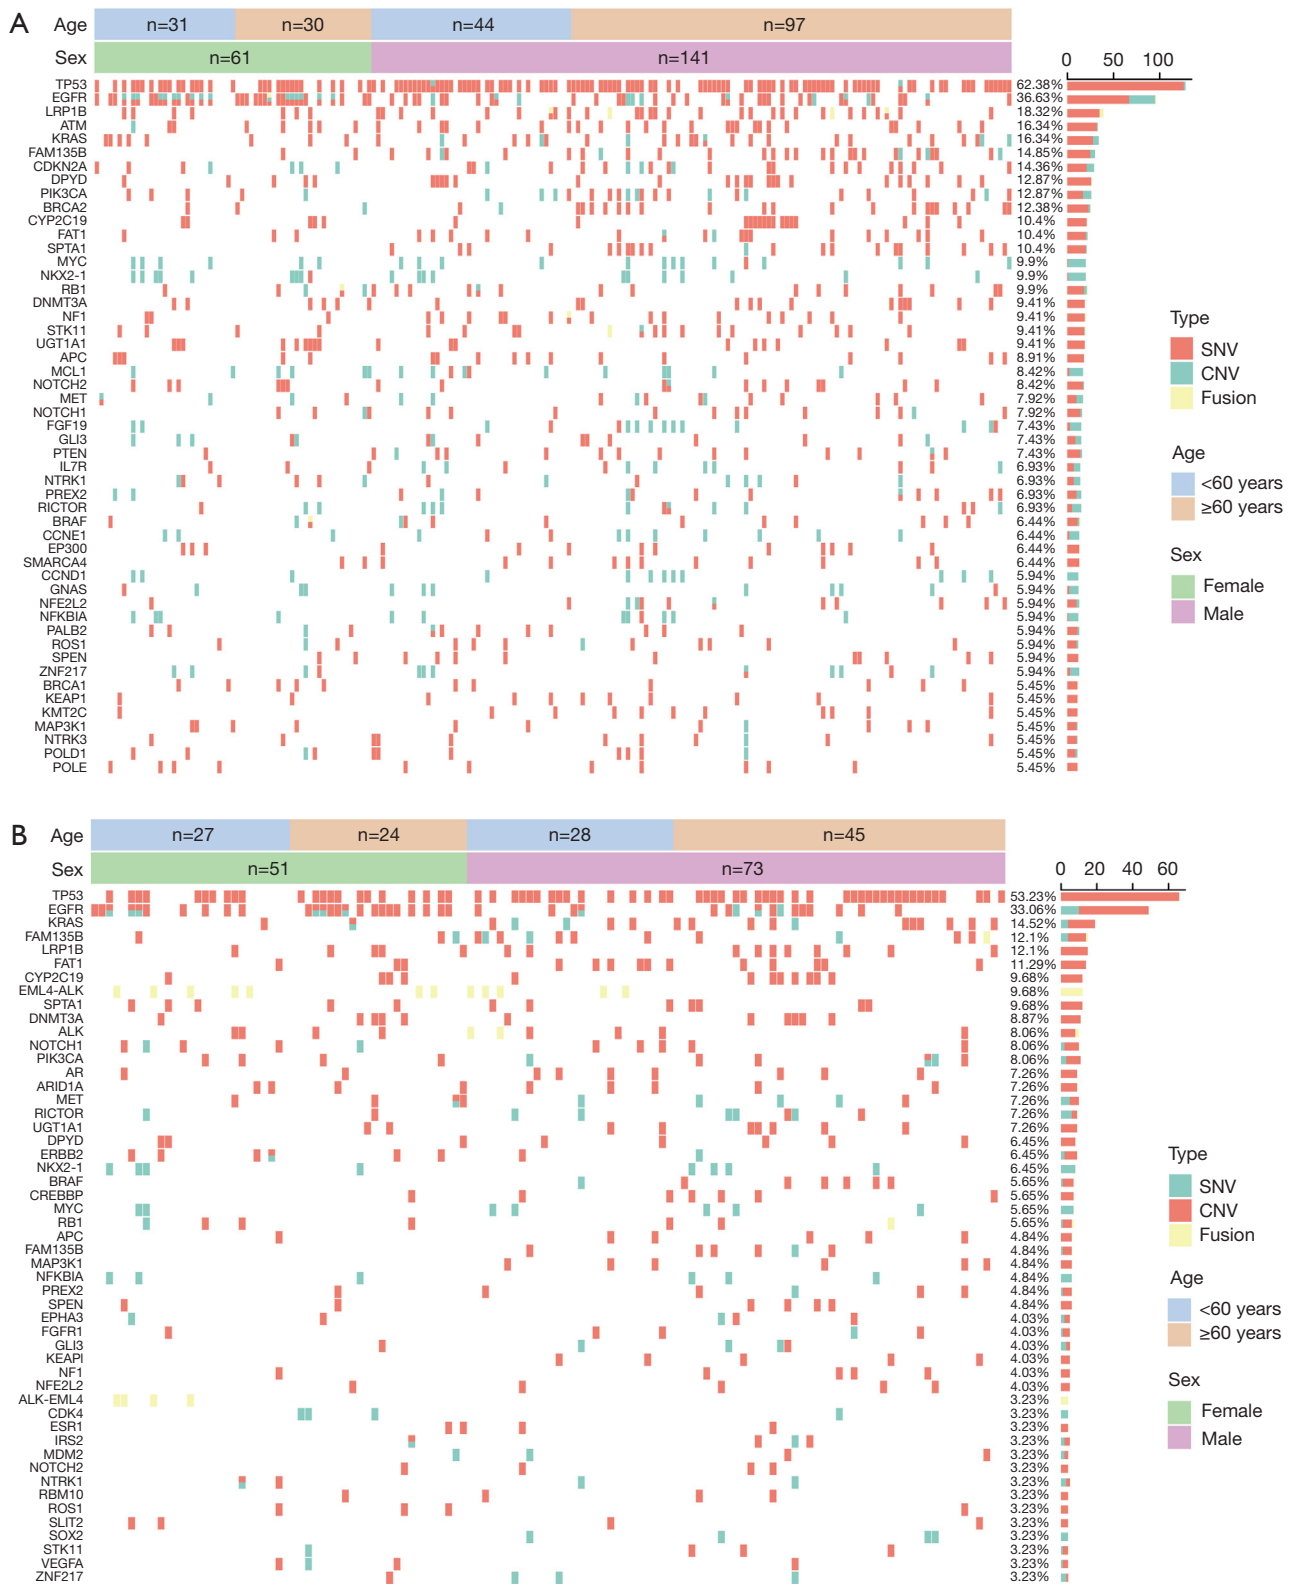 A
Age n=31 n=30 n=44 n=97
Sex n=61 n=141
0 50 100
TP53 62.38%
EGFR 36.63%
LRP1B 18.32%
ATM 16.34%
KRAS 16.34%
FAM135B 14.85%
CDKN2A 14.36%
DPYD 12.87%
PIK3CA 12.87%
BRCA2 12.38%
CYP2C19 10.4%
FAT1 10.4%
SPTA1 10.4%
MYC 9.9%
NKX2-1 9.9%
RB1 9.9%
DNMT3A 9.41%
NF1 9.41%
STK11 9.41%
UGT1A1 9.41%
APC 8.91%
MCL1 8.42%
NOTCH2 8.42%
MET 7.92%
NOTCH1 7.92%
FGF19 7.43%
GLI3 7.43%
PTEN 7.43%
IL7R 6.93%
NTRK1 6.93%
PREX2 6.93%
RICTOR 6.93%
BRAF 6.44%
CCNE1 6.44%
EP300 6.44%
SMARCA4 6.44%
CCND1 5.94%
GNAS 5.94%
NFE2L2 5.94%
NFKBIA 5.94%
PALB2 5.94%
ROS1 5.94%
SPEN 5.94%
ZNF217 5.94%
BRCA1 5.45%
KEAP1 5.45%
KMT2C 5.45%
MAP3K1 5.45%
NTRK3 5.45%
POLD1 5.45%
POLE 5.45%
Type
SNV
CNV
Fusion
Age
<60 years
≥60 years
Sex
Female
Male
B
Age n=27 n=24 n=28 n=45
Sex n=51 n=73
0 20 40 60
TP53 53.23%
EGFR 33.06%
KRAS 14.52%
FAM135B 12.1%
LRP1B 12.1%
FAT1 11.29%
CYP2C19 9.68%
EML4-ALK 9.68%
SPTA1 9.68%
DNMT3A 8.87%
ALK 8.06%
NOTCH1 8.06%
PIK3CA 8.06%
AR 7.26%
ARID1A 7.26%
MET 7.26%
RICTOR 7.26%
UGT1A1 7.26%
DPYD 6.45%
ERBB2 6.45%
NKX2-1 6.45%
BRAF 5.65%
CREBBP 5.65%
MYC 5.65%
RB1 5.65%
APC 4.84%
FAM135B 4.84%
MAP3K1 4.84%
NFKBIA 4.84%
PREX2 4.84%
SPEN 4.84%
EPHA3 4.03%
FGFR1 4.03%
GLI3 4.03%
KEAPI 4.03%
NF1 4.03%
NFE2L2 4.03%
ALK-EML4 3.23%
CDK4 3.23%
ESR1 3.23%
IRS2 3.23%
MDM2 3.23%
NOTCH2 3.23%
NTRK1 3.23%
RBM10 3.23%
ROS1 3.23%
SLIT2 3.23%
SOX2 3.23%
STK11 3.23%
VEGFA 3.23%
ZNF217 3.23%
Type
SNV
CNV
Fusion
Age
<60 years
≥60 years
Sex
Female
Male